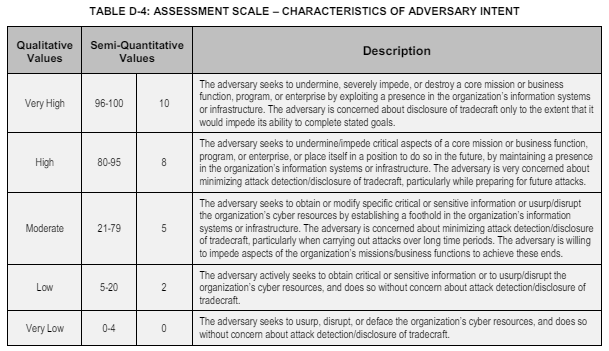 TABLE D-4: ASSESSMENT SCALE – CHARACTERISTICS OF ADVERSARY INTENT
Qualitative
Values
Semi-Quantitative
Values
Description
Very High
96-100
10
The adversary seeks to undermine, severely impede, or destroy a core mission or business
function, program, or enterprise by exploiting a presence in the organization's information systems
or infrastructure. The adversary is concerned about disclosure of tradecraft only to the extent that it
would impede its ability to complete stated goals.
High
80-95
8
The adversary seeks to undermine/impede critical aspects of a core mission or business function,
program, or enterprise, or place itself in a position to do so in the future, by maintaining a presence
in the organization's information systems or infrastructure. The adversary is very concerned about
minimizing attack detection/disclosure of tradecraft, particularly while preparing for future attacks.
Moderate
21-79
5
The adversary seeks to obtain or modify specific critical or sensitive information or usurp/disrupt
the organization's cyber resources by establishing a foothold in the organization's information
systems or infrastructure. The adversary is concerned about minimizing attack detection/disclosure
of tradecraft, particularly when carrying out attacks over long time periods. The adversary is willing
to impede aspects of the organization's missions/business functions to achieve these ends.
Low
5-20
2
The adversary actively seeks to obtain critical or sensitive information or to usurp/disrupt the
organization's cyber resources, and does so without concern about attack detection/disclosure of
tradecraft.
Very Low
0-4
0
The adversary seeks to usurp, disrupt, or deface the organization's cyber resources, and does so
without concern about attack detection/disclosure of tradecraft.